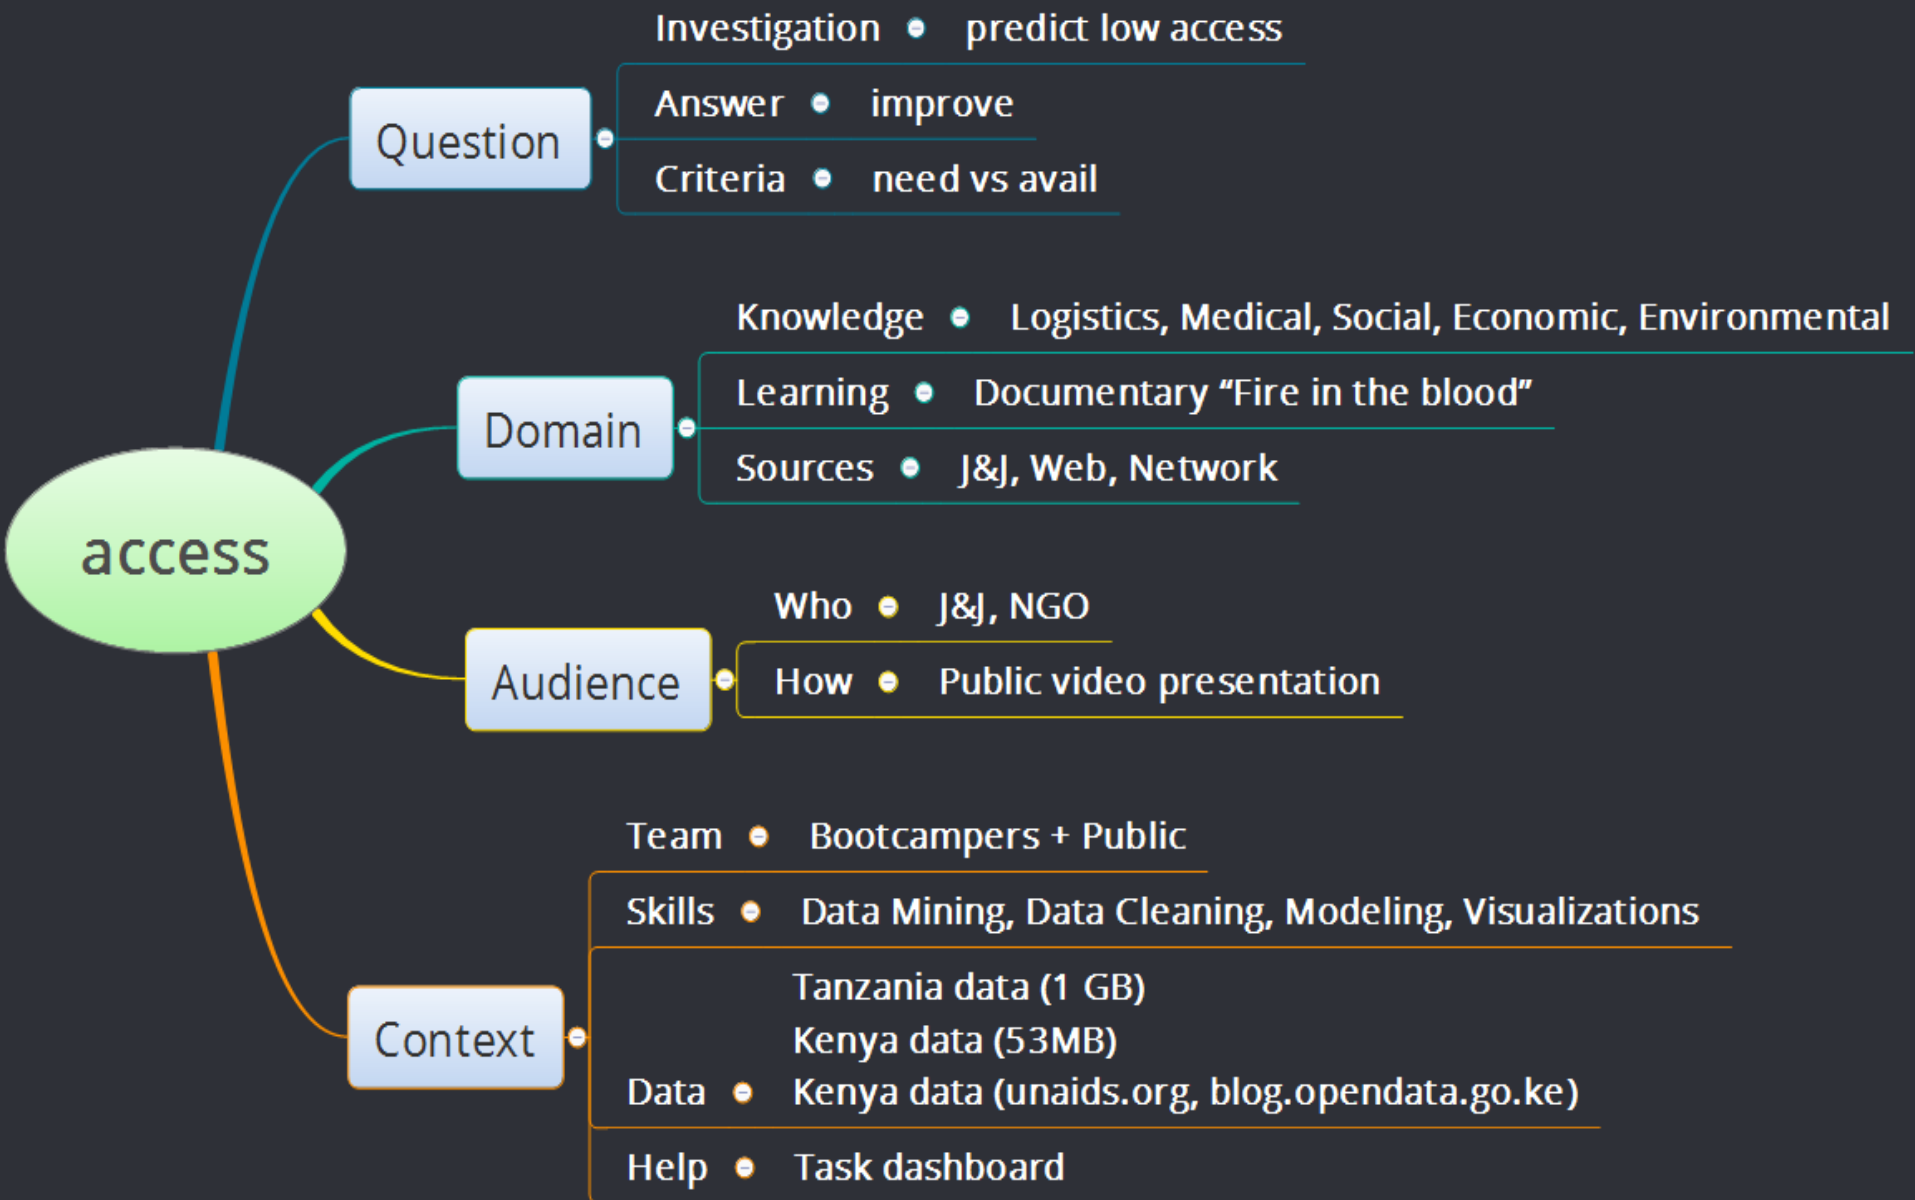 Investigation predict low access
Question
Answer improve
Criteria need vs avail
Knowledge Logistics, Medical, Social, Economic, Environmental
Domain
Learning Documentary “Fire in the blood”
Sources J&J, Web, Network
access
Who J&J, NGO
Audience
How Public video presentation
Team Bootcampers + Public
Skills Data Mining, Data Cleaning, Modeling, Visualizations
Context
Tanzania data (1 GB)
Kenya data (53MB)
Data Kenya data (unaids.org, blog.opendata.go.ke)
Help Task dashboard